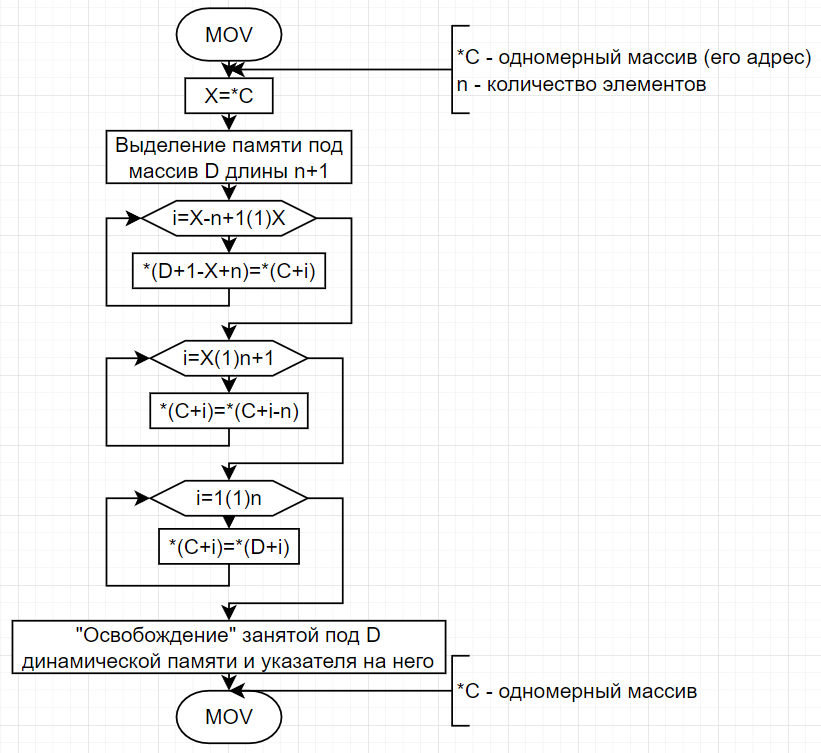 MOV
*C - одномерный массив (его адрес)
n - количество элементов
X=*C
Выделение памяти под
массив D длины n+1
i=X-n+1(1)X
*(D+1-X+n)=*(C+i)
i=X(1)n+1
*(C+i)=*(C+i-n)
i=1(1)n
*(C+i)=*(D+i)
"Освобождение" занятой под D
динамической памяти и указателя на него
*C - одномерный массив
MOV